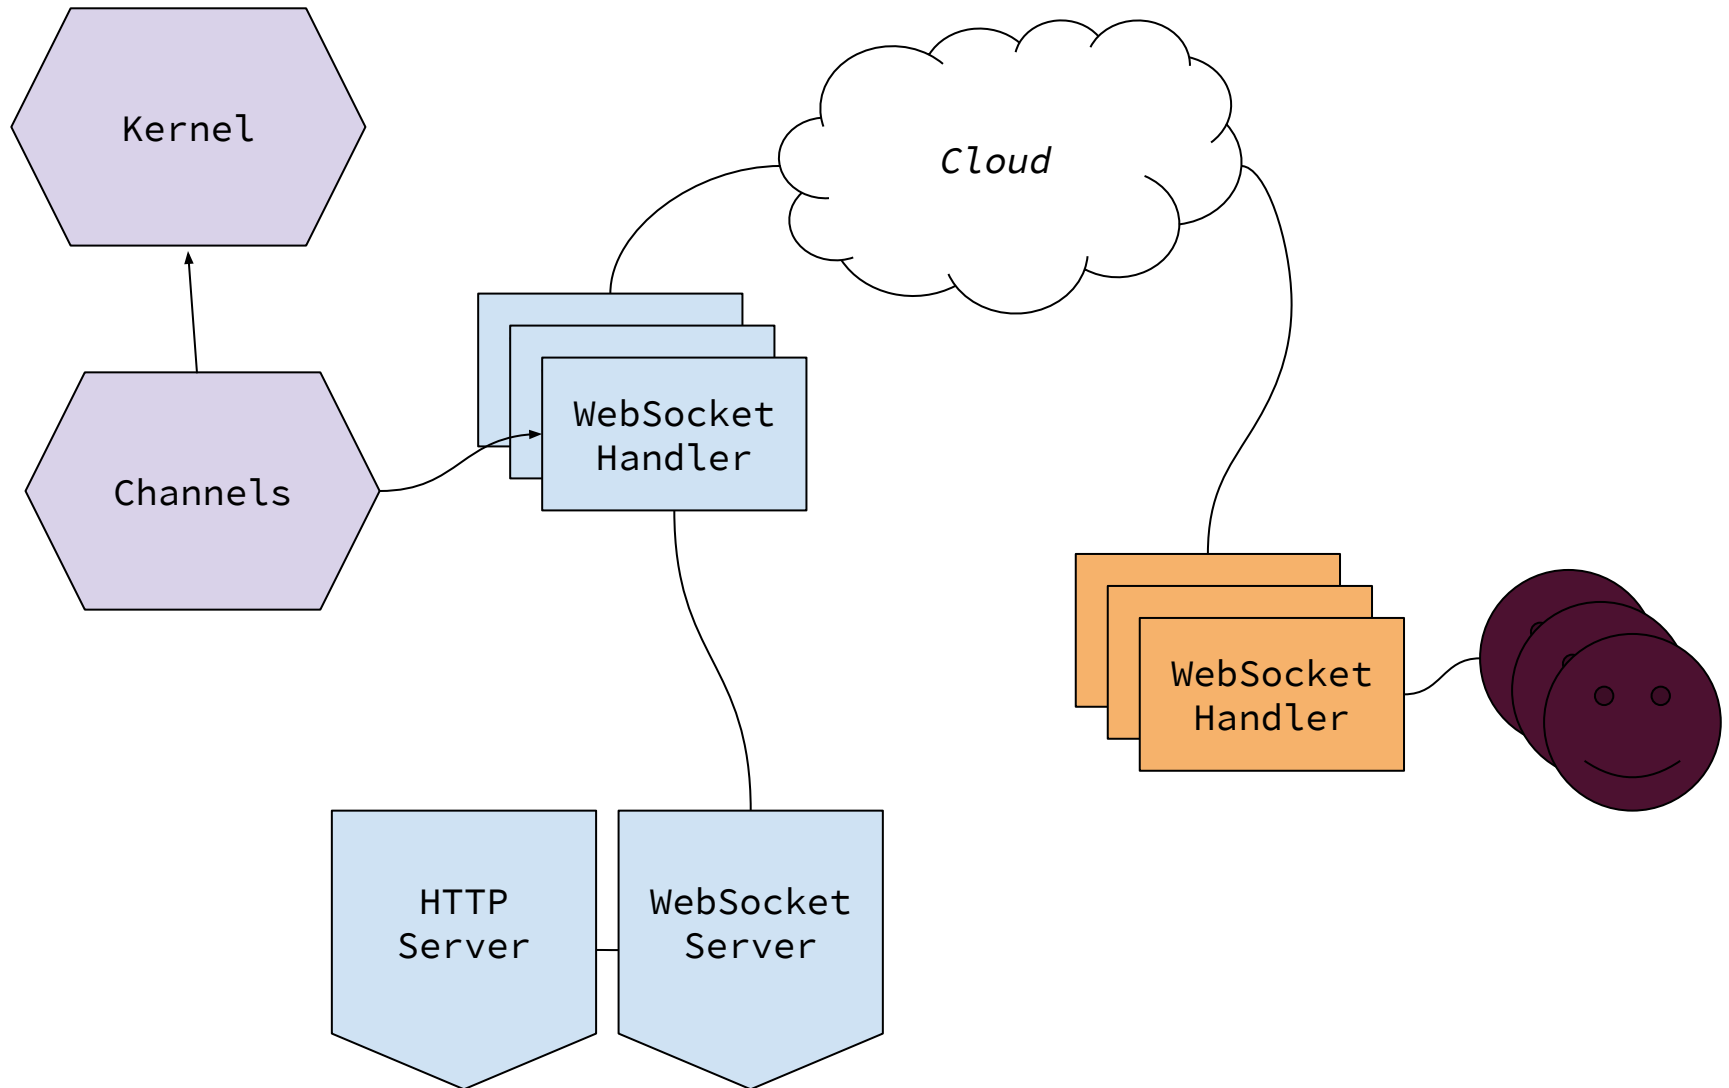 Kernel
Cloud
WebSocket
Handler
Channels
WebSocket
Handler
HTTP
Server
WebSocket
Server